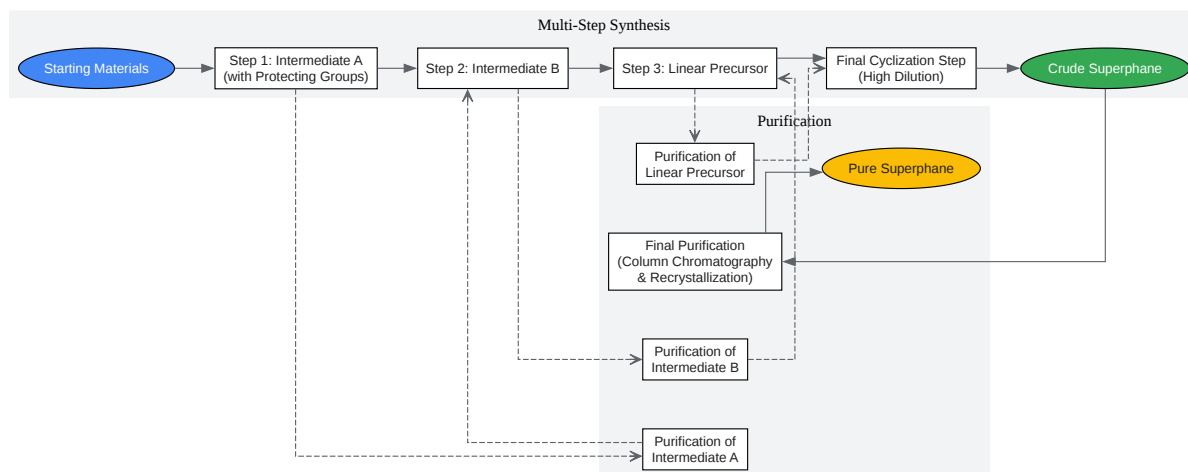 Multi-Step Synthesis
Starting Materials
Step 1: Intermediate A
(with Protecting Groups)
Step 2: Intermediate B
Step 3: Linear Precursor
Final Cyclization Step
(High Dilution)
Crude Superphane
Purification
Purification of
Linear Precursor
Pure Superphane
Final Purification
(Column Chromatography
& Recrystallization)
Purification of
Intermediate B
Purification of
Intermediate A